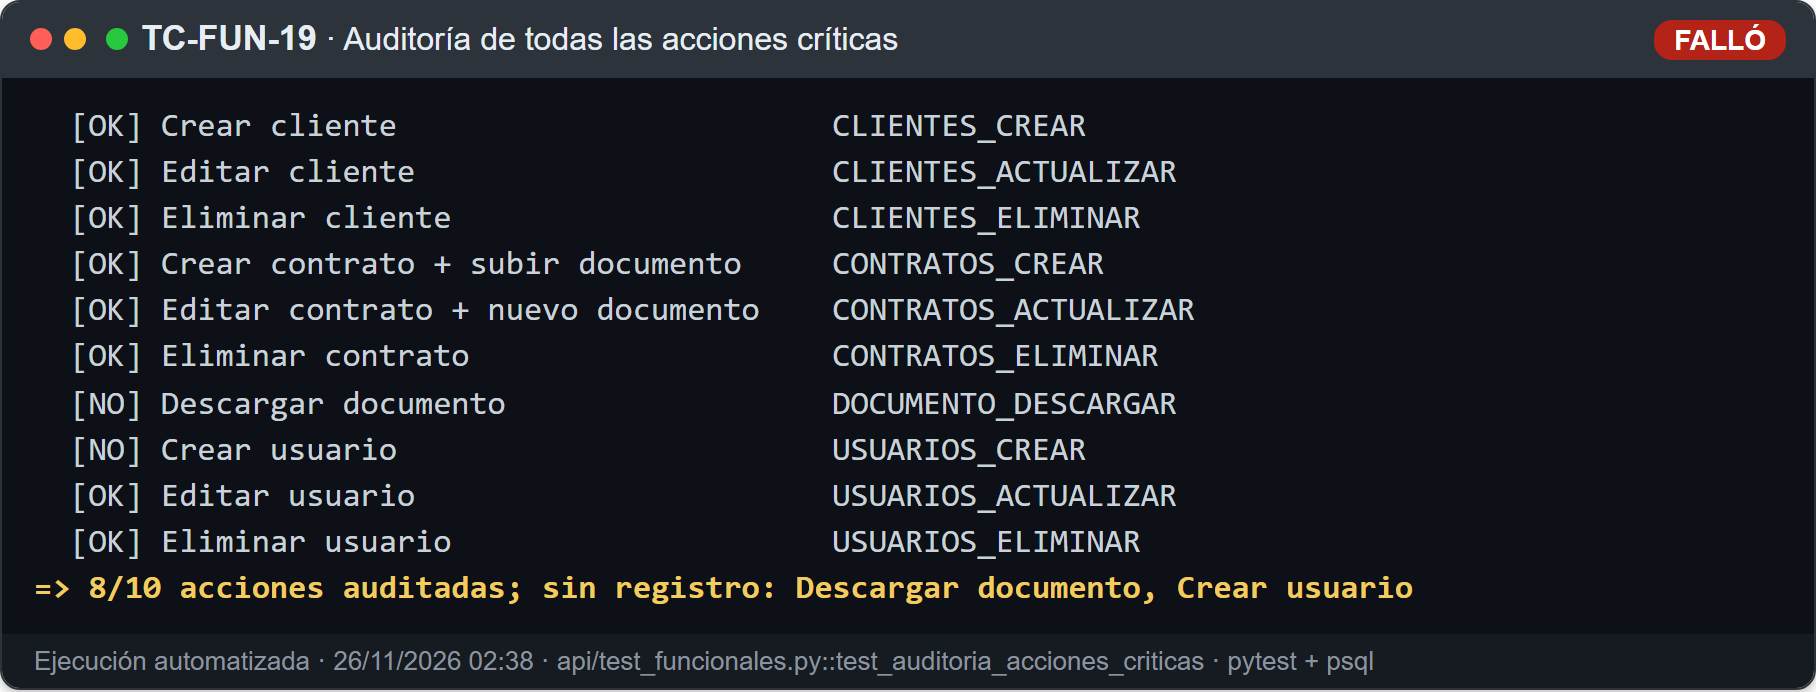 TC-FUN-19 · Auditoría de todas las acciones críticas FALLÓ
[OK] Crear cliente CLIENTES_CREAR
[OK] Editar cliente CLIENTES_ACTUALIZAR
[OK] Eliminar cliente CLIENTES_ELIMINAR
[OK] Crear contrato + subir documento CONTRATOS_CREAR
[OK] Editar contrato + nuevo documento CONTRATOS_ACTUALIZAR
[OK] Eliminar contrato CONTRATOS_ELIMINAR
[NO] Descargar documento DOCUMENTO_DESCARGAR
[NO] Crear usuario USUARIOS_CREAR
[OK] Editar usuario USUARIOS_ACTUALIZAR
[OK] Eliminar usuario USUARIOS_ELIMINAR
=> 8/10 acciones auditadas; sin registro: Descargar documento, Crear usuario
Ejecución automatizada · 26/11/2026 02:38 · api/test_funcionales.py::test_auditoria_acciones_criticas · pytest + psql